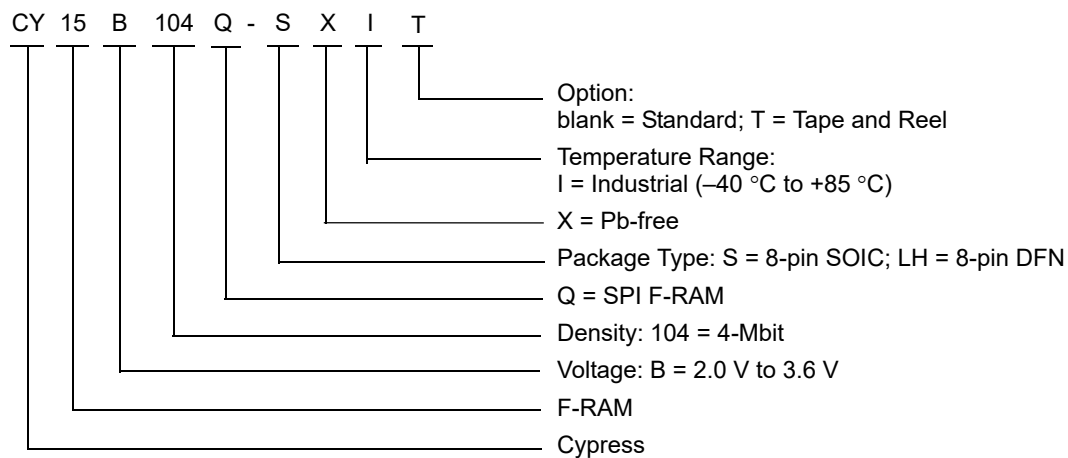 CY 15 B 104 Q - S X I T
Option:
blank = Standard; T = Tape and Reel
Temperature Range:
I = Industrial (–40 °C to +85 °C)
X = Pb-free
Package Type: S = 8-pin SOIC; LH = 8-pin DFN
Q = SPI F-RAM
Density: 104 = 4-Mbit
Voltage: B = 2.0 V to 3.6 V
F-RAM
Cypress